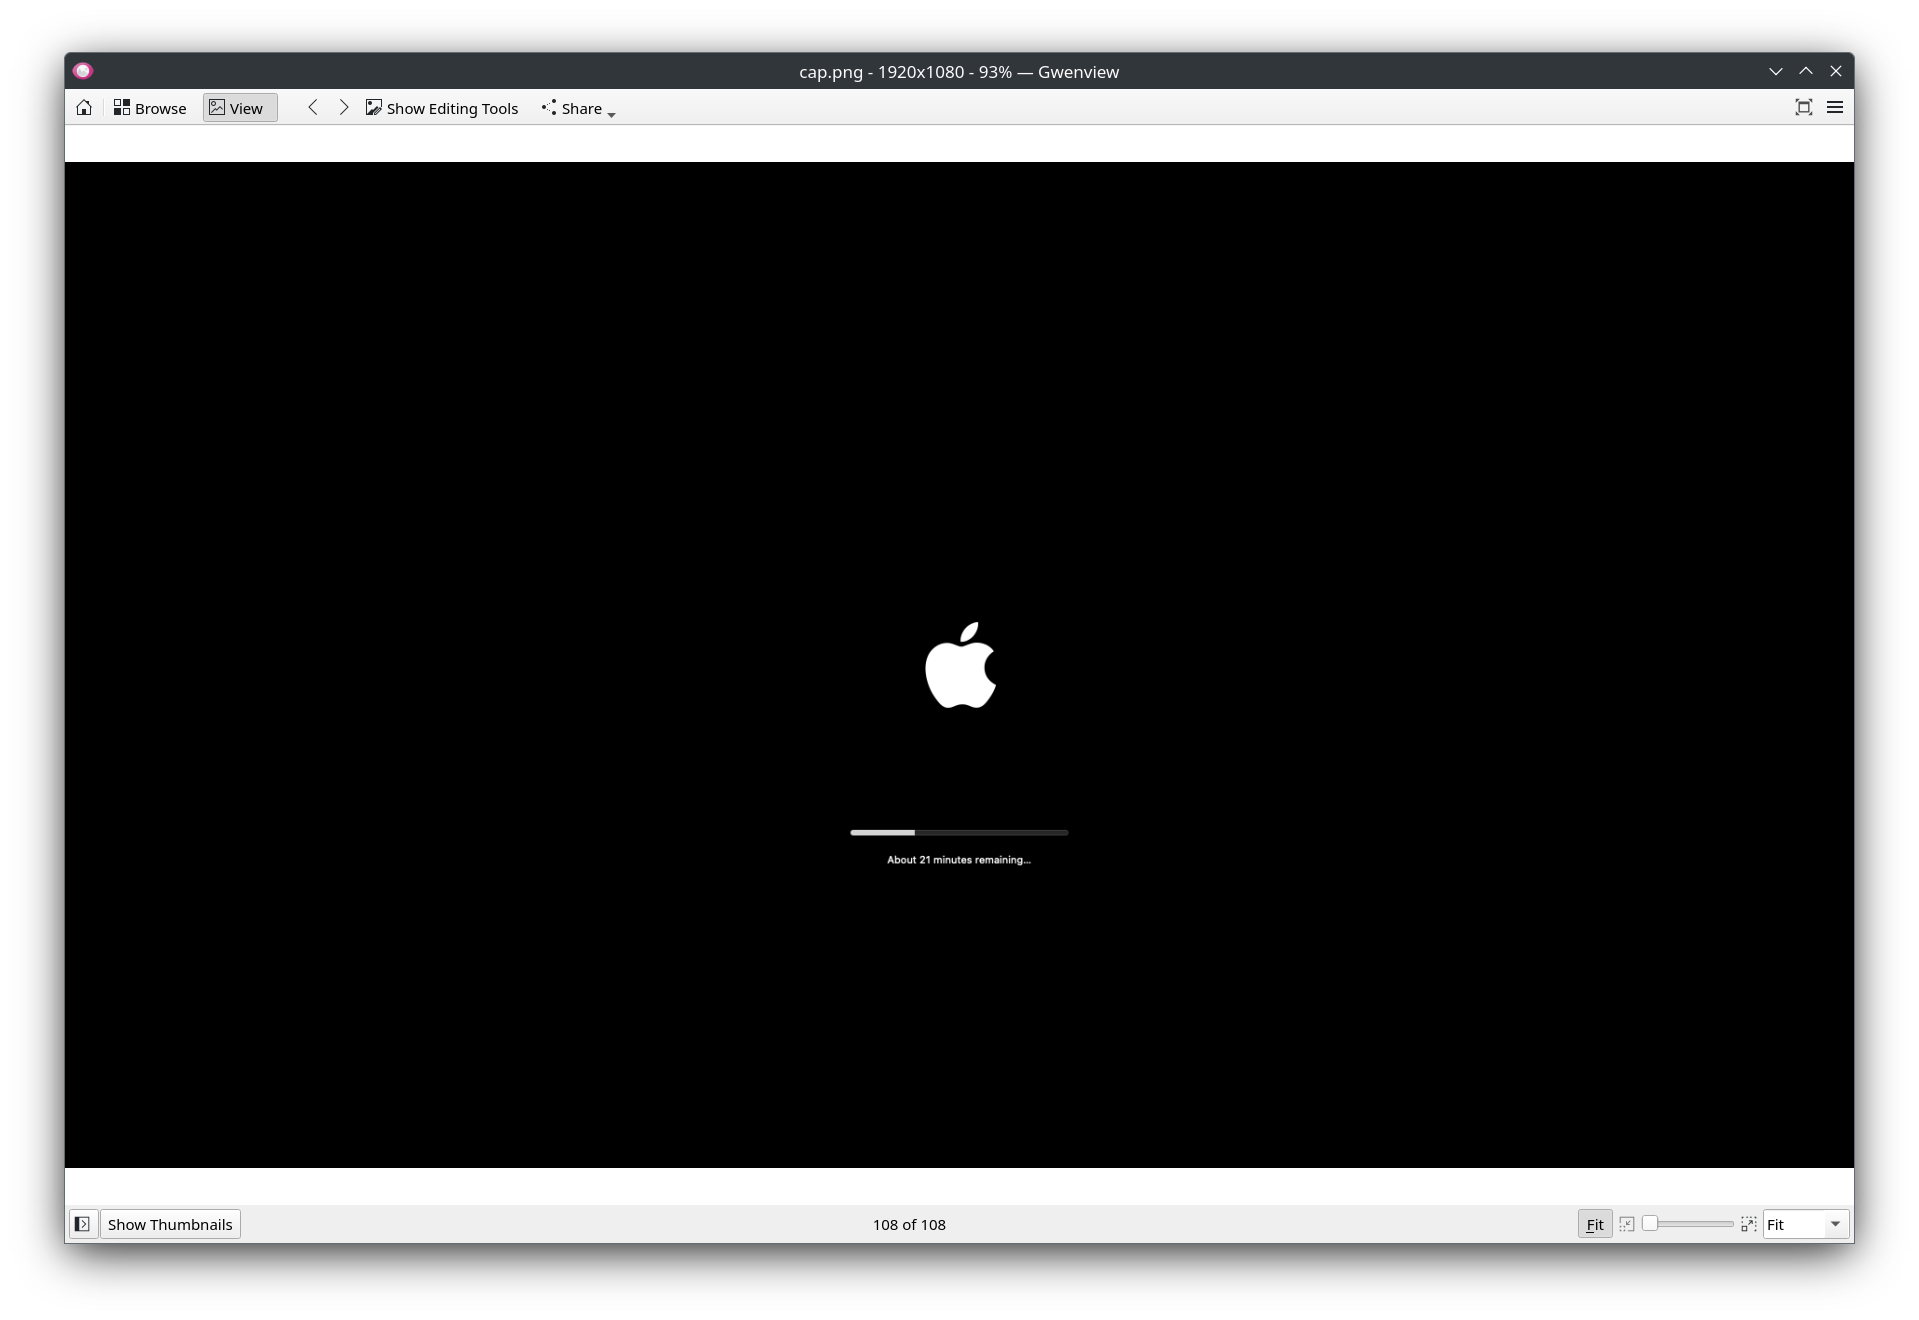 cap.png - 1920x1080 - 93% — Gwenview
Browse View Show Editing Tools Share
About 21 minutes remaining...
Show Thumbnails 108 of 108 Fit Fit